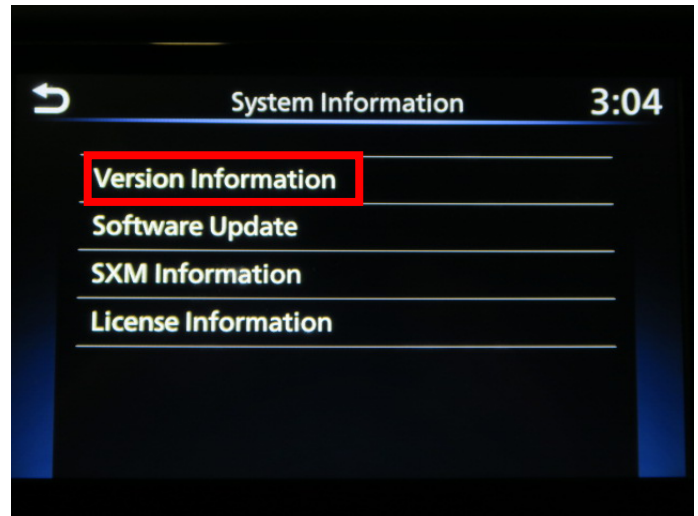 System Information 3:04
Version Information
Software Update
SXM Information
License Information